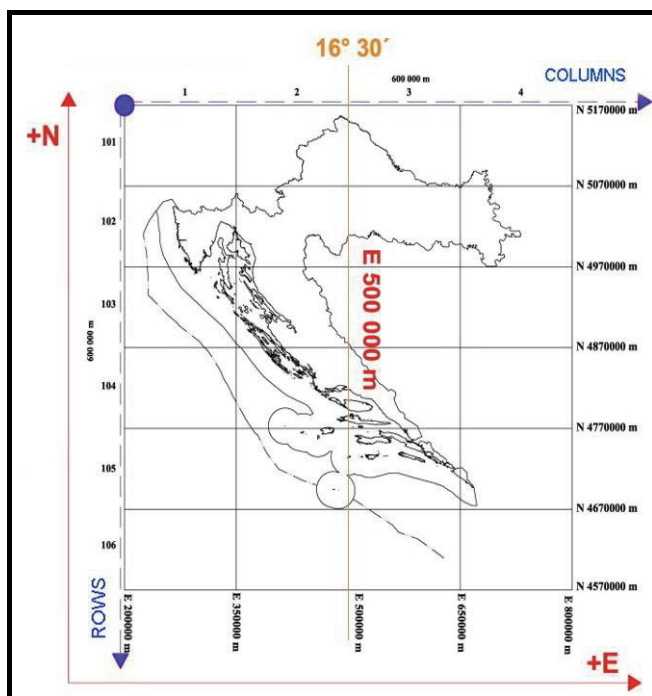 16° 30´
600 000 m
COLUMNS
1 2 3 4
+N
N 5170000 m
101
N 5070000 m
102
N 4970000 m
E 500 000 m
103
600 000 m
N 4870000 m
104
N 4770000 m
105
N 4670000 m
106
N 4570000 m
ROWS
E 200000 m
E 350000 m
E 500000 m
E 650000 m
E 800000 m
+E